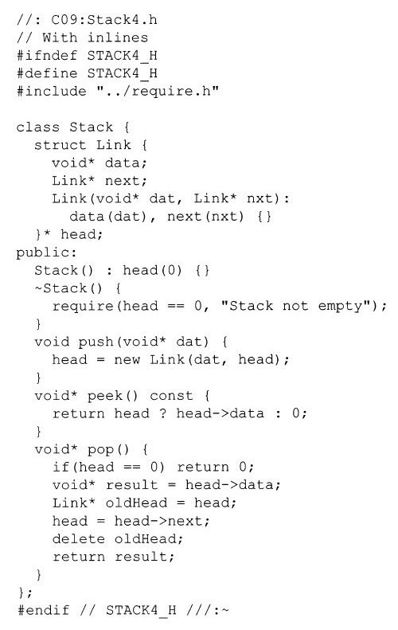 //: C09:Stack4.h
// With inlines
#ifndef STACK4_H
#define STACK4_H
#include "../require.h"

class Stack {
  struct Link {
    void* data;
    Link* next;
    Link(void* dat, Link* nxt):
      data(dat), next(nxt) {}
  }* head;
public:
  Stack() : head(0) {}
  ~Stack() {
    require(head == 0, "Stack not empty");
  }
  void push(void* dat) {
    head = new Link(dat, head);
  }
  void* peek() const {
    return head ? head->data : 0;
  }
  void* pop() {
    if(head == 0) return 0;
    void* result = head->data;
    Link* oldHead = head;
    head = head->next;
    delete oldHead;
    return result;
  }
};
#endif // STACK4_H ///:~